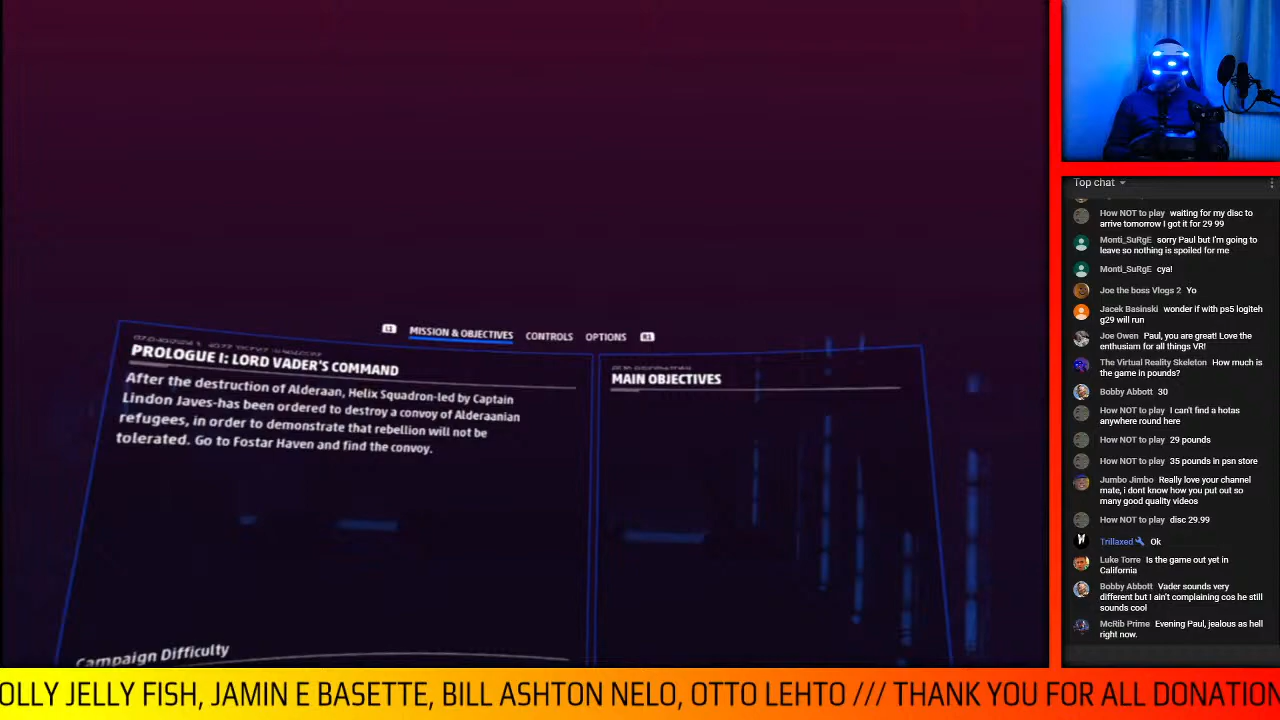 L1 MISSION & OBJECTIVES CONTROLS OPTIONS R1
PROLOGUE I: LORD VADER'S COMMAND
After the destruction of Alderaan, Helix Squadron-led by Captain
Lindon Javes-has been ordered to destroy a convoy of Alderaanian
refugees, in order to demonstrate that rebellion will not be
tolerated. Go to Fostar Haven and find the convoy.
Campaign Difficulty
MAIN OBJECTIVES
Top chat
How NOT to play waiting for my disc to
arrive tomorrow I got it for 29 99
Monti_SuRgE sorry Paul but I'm going to
leave so nothing is spoiled for me
Monti_SuRgE cya!
Joe the boss Vlogs 2 Yo
Jacek Basinski wonder if with ps5 logiteh
g29 will run
Joe Owen Paul, you are great! Love the
enthusiarm for all things VR!
The Virtual Reality Skeleton How much is
the game in pounds?
Bobby Abbott 30
How NOT to play I can't find a hotas
anywhere round here
How NOT to play 29 pounds
How NOT to play 35 pounds in psn store
Jumbo Jimbo Really love your channel
mate, i dont know how you put out so
many good quality videos
How NOT to play disc 29.99
Trillaxed Ok
Luke Torre Is the game out yet in
California
Bobby Abbott Vader sounds very
different but I ain't complaining cos he still
sounds cool
McRib Prime Evening Paul, jealous as hell
right now.
OLLY JELLY FISH, JAMIN E BASETTE, BILL ASHTON NELO, OTTO LEHTO /// THANK YOU FOR ALL DONATION